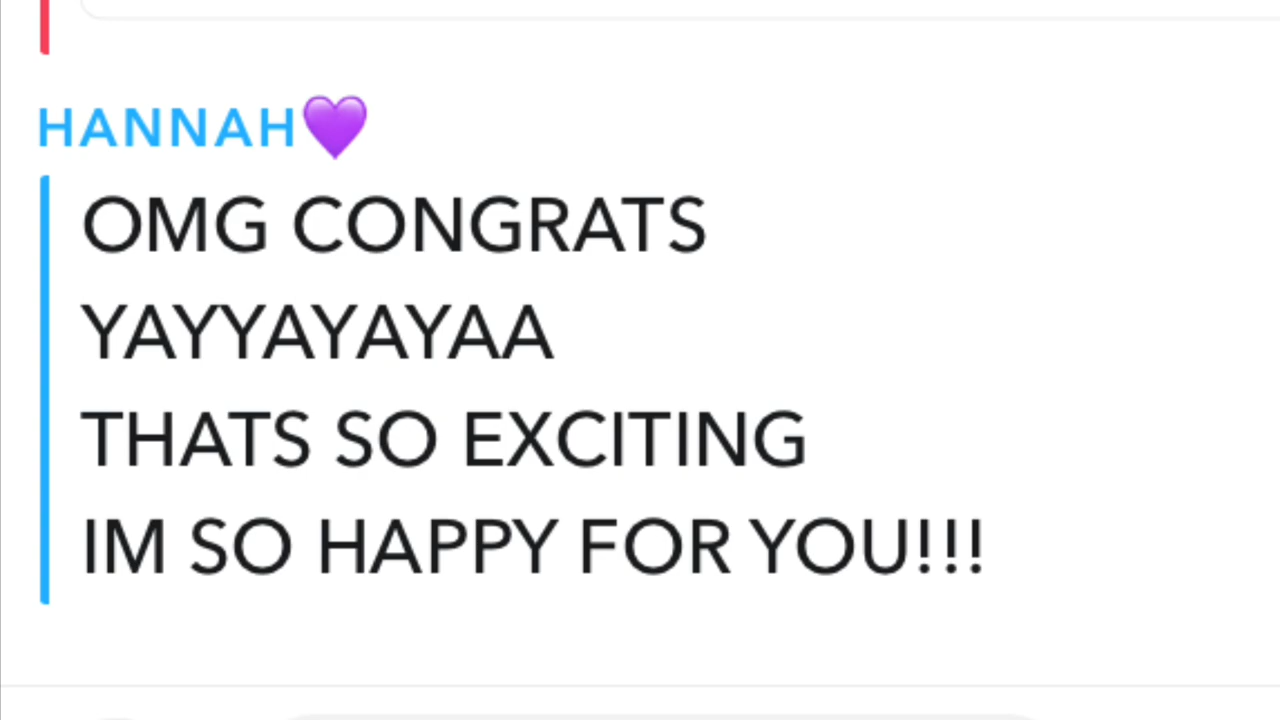 HANNAH💜
OMG CONGRATS
YAYYAYAYAA
THATS SO EXCITING
IM SO HAPPY FOR YOU!!!